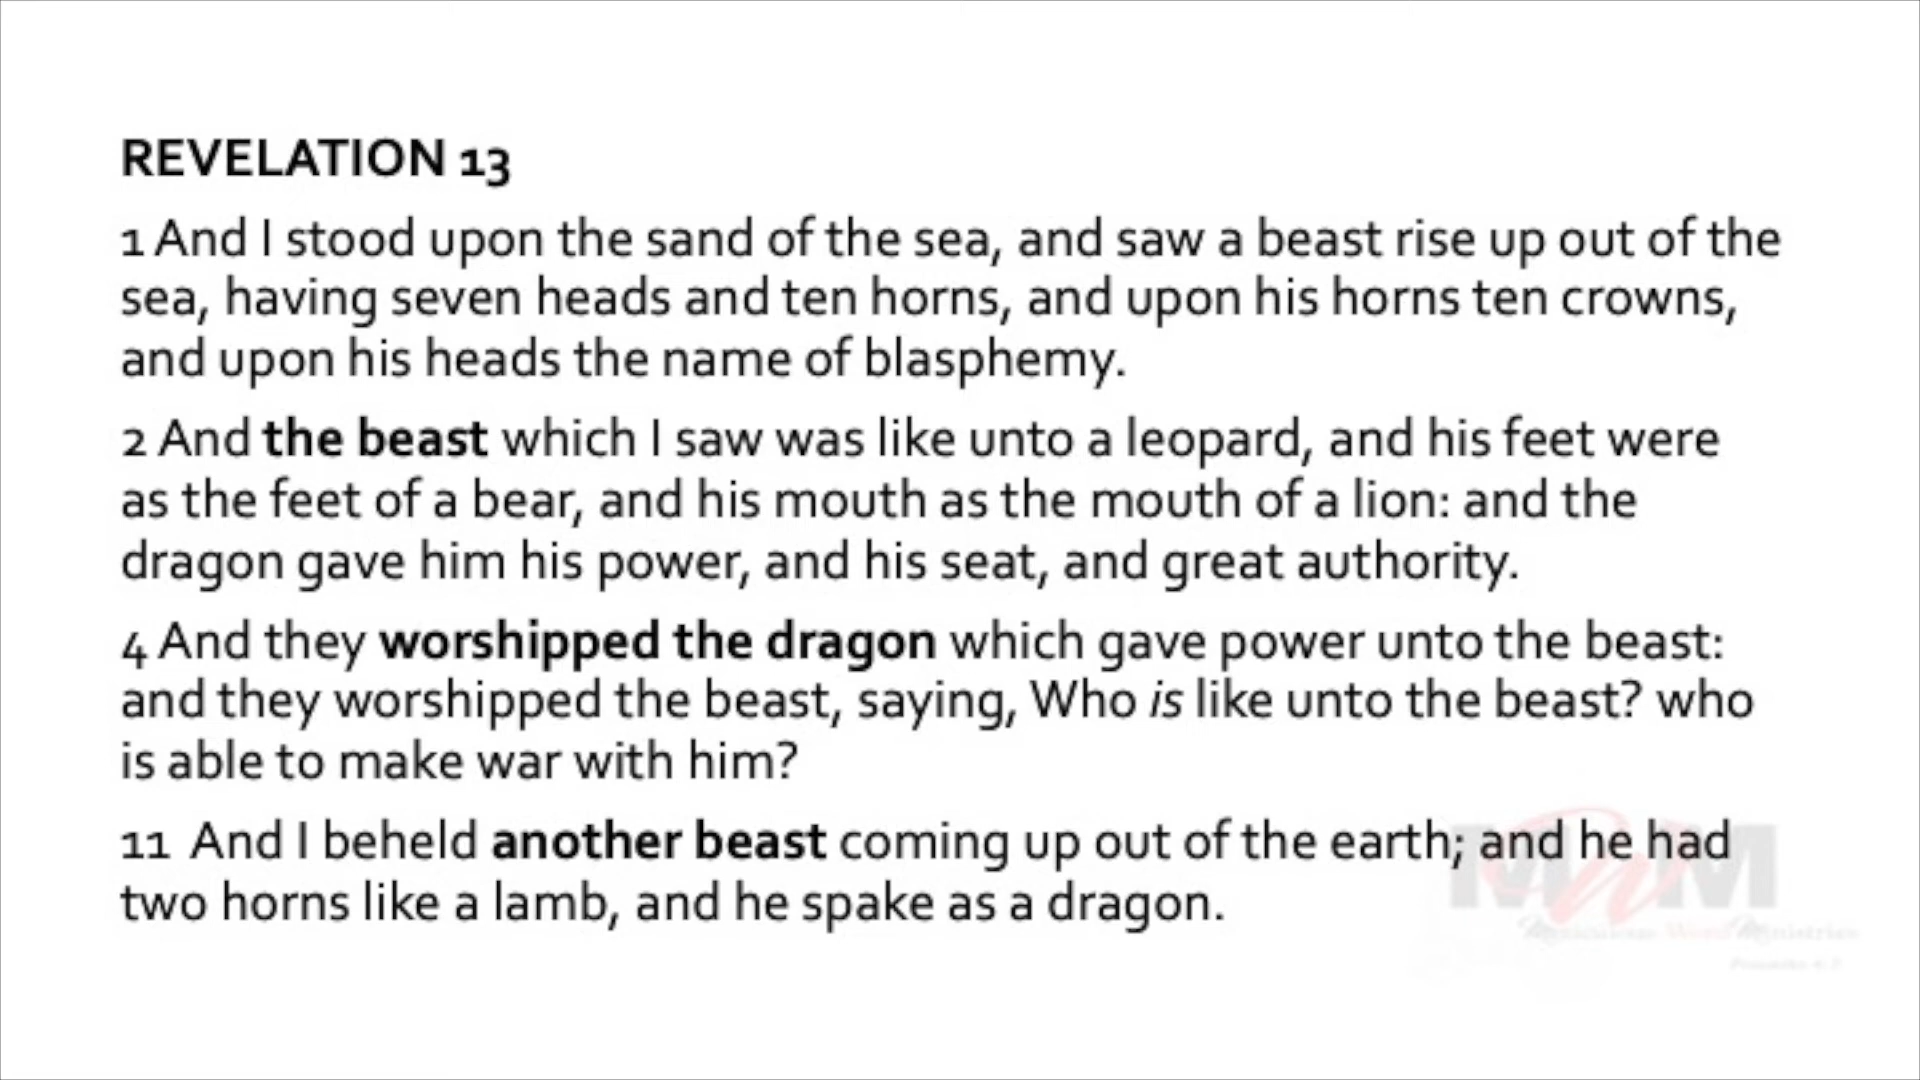 REVELATION 13
1 And I stood upon the sand of the sea, and saw a beast rise up out of the
sea, having seven heads and ten horns, and upon his horns ten crowns,
and upon his heads the name of blasphemy.
2 And the beast which I saw was like unto a leopard, and his feet were
as the feet of a bear, and his mouth as the mouth of a lion: and the
dragon gave him his power, and his seat, and great authority.
4 And they worshipped the dragon which gave power unto the beast:
and they worshipped the beast, saying, Who is like unto the beast? who
is able to make war with him?
11 And I beheld another beast coming up out of the earth; and he had
two horns like a lamb, and he spake as a dragon.
MWM
Word Ministries